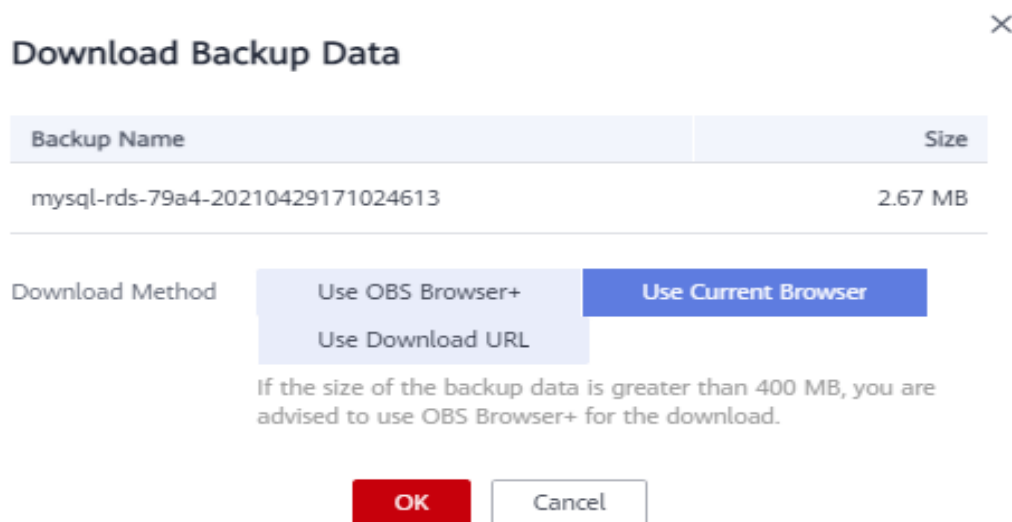 Download Backup Data
Backup Name Size
mysql-rds-79a4-20210429171024613 2.67 MB
Download Method Use OBS Browser+ Use Current Browser
Use Download URL
If the size of the backup data is greater than 400 MB, you are
advised to use OBS Browser+ for the download.
OK Cancel